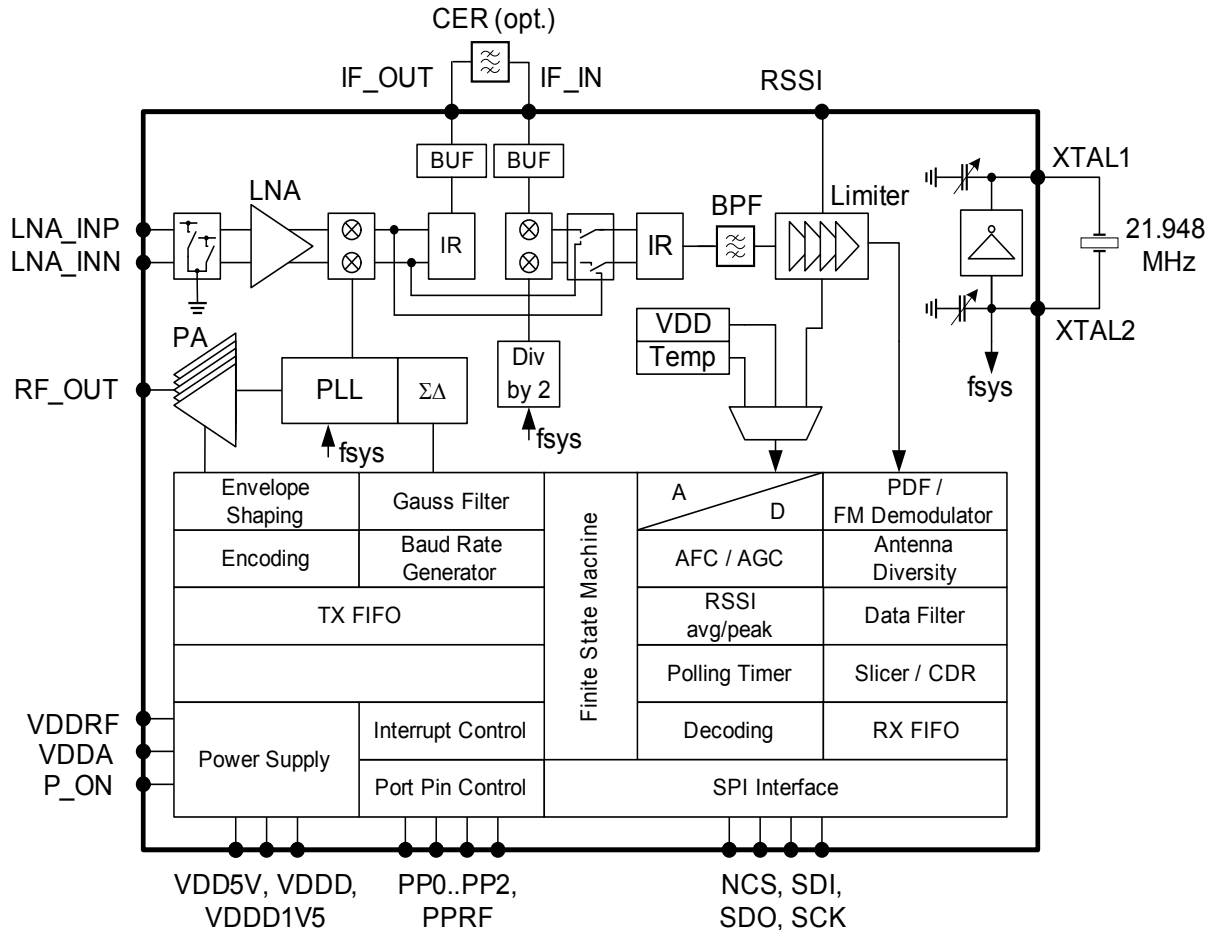 CER (opt.)
IF_OUT
IF_IN
RSSI
BUF
BUF
XTAL1
LNA
BPF
Limiter
LNA_INP
LNA_INN
IR
IR
21.948
MHz
XTAL2
PA
VDD
Temp
RF_OUT
PLL
ΣΔ
Div
by 2
fsys
fsys
fsys
Envelope
Shaping
Gauss Filter
Finite State Machine
A
D
PDF /
FM Demodulator
Encoding
Baud Rate
Generator
AFC / AGC
Antenna
Diversity
TX FIFO
RSSI
avg/peak
Data Filter
Polling Timer
Slicer / CDR
VDDRF
VDDA
P_ON
Power Supply
Interrupt Control
Decoding
RX FIFO
Port Pin Control
SPI Interface
VDD5V, VDDD,
VDDD1V5
PP0..PP2,
PPRF
NCS, SDI,
SDO, SCK